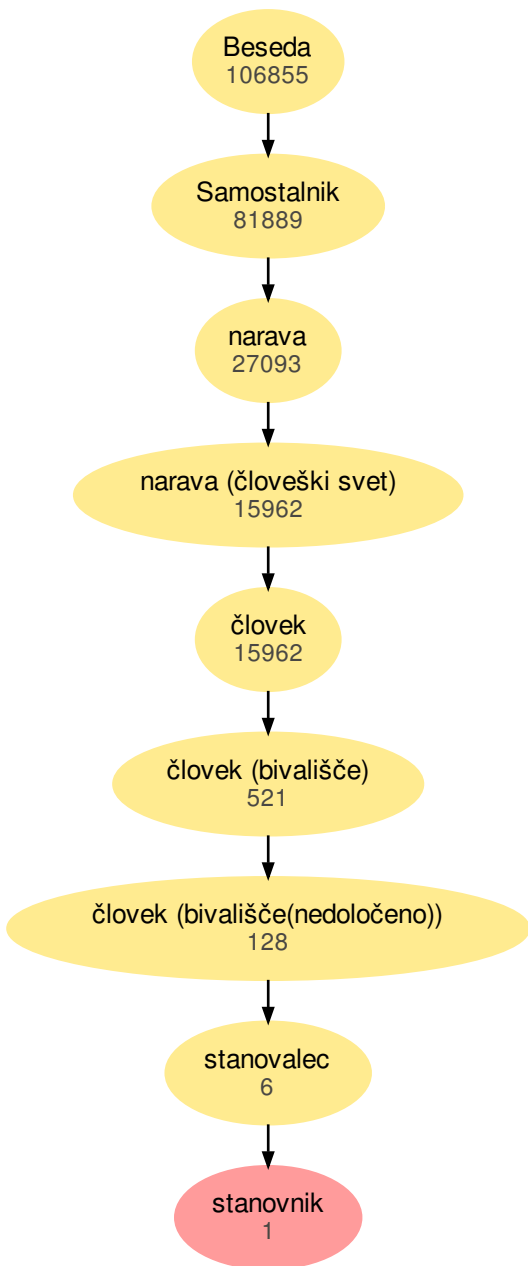 Beseda
106855
Samostalnik
81889
narava
27093
narava (človeški svet)
15962
človek
15962
človek (bivališče)
521
človek (bivališče(nedoločeno))
128
stanovalec
6
stanovnik
1